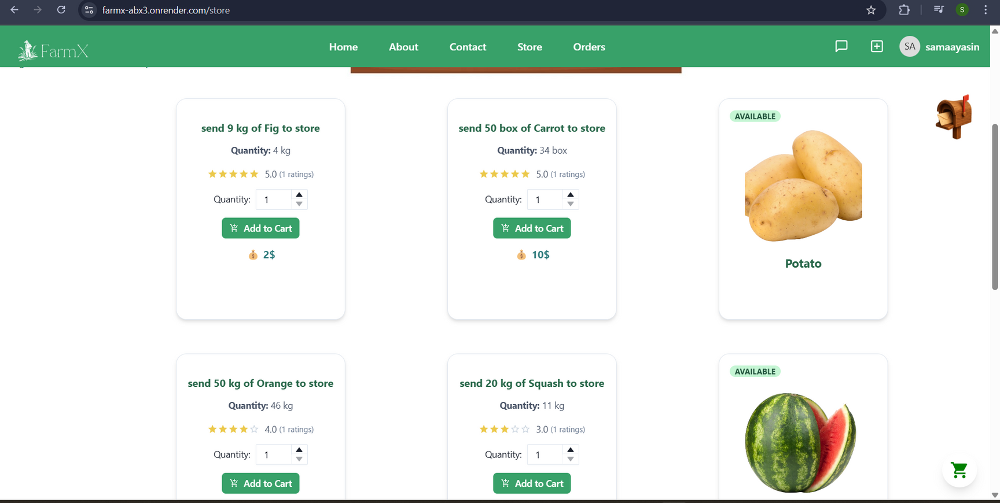 farmx-abx3.onrender.com/store
S
FarmX
Home
About
Contact
Store
Orders
SA
samaayasin
send 9 kg of Fig to store
Quantity: 4 kg
5.0 (1 ratings)
Quantity: 1
Add to Cart
2$
send 50 box of Carrot to store
Quantity: 34 box
5.0 (1 ratings)
Quantity: 1
Add to Cart
10$
AVAILABLE
Potato
send 50 kg of Orange to store
Quantity: 46 kg
4.0 (1 ratings)
Quantity: 1
Add to Cart
send 20 kg of Squash to store
Quantity: 11 kg
3.0 (1 ratings)
Quantity: 1
Add to Cart
AVAILABLE